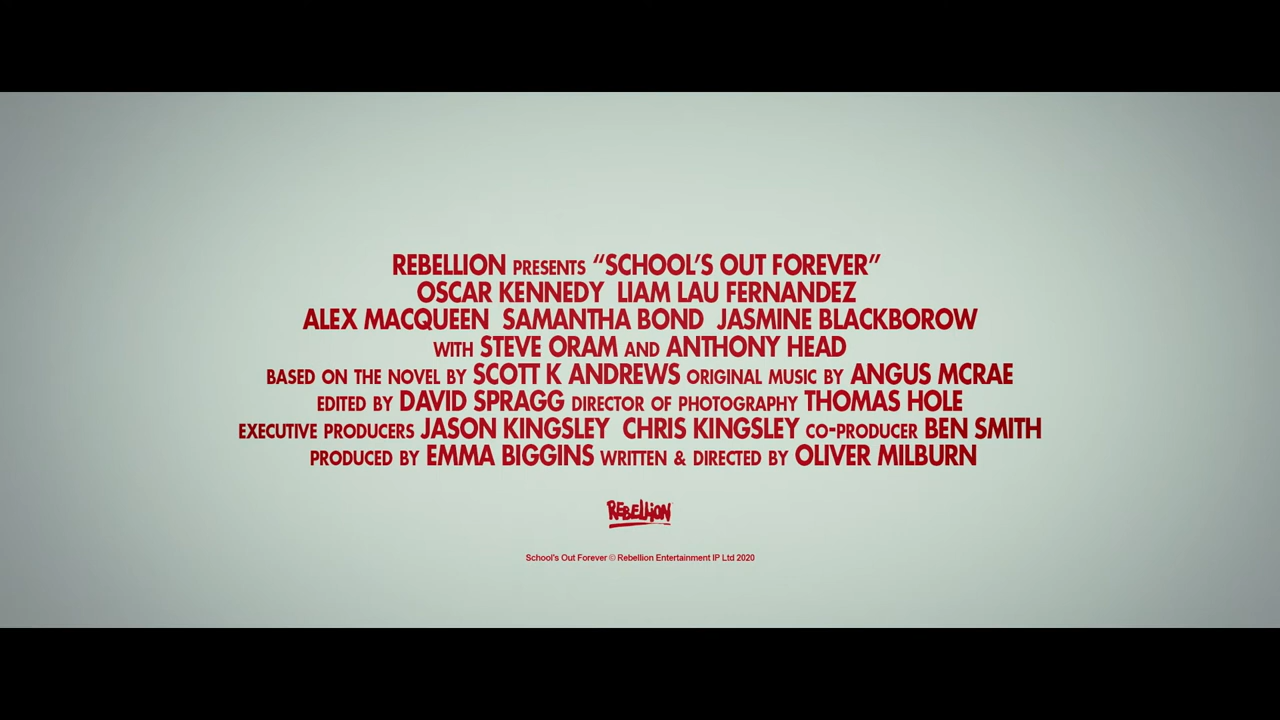 REBELLION PRESENTS “SCHOOL’S OUT FOREVER”
OSCAR KENNEDY LIAM LAU FERNANDEZ
ALEX MACQUEEN SAMANTHA BOND JASMINE BLACKBOROW
WITH STEVE ORAM AND ANTHONY HEAD
BASED ON THE NOVEL BY SCOTT K ANDREWS ORIGINAL MUSIC BY ANGUS MCRAE
EDITED BY DAVID SPRAGG DIRECTOR OF PHOTOGRAPHY THOMAS HOLE
EXECUTIVE PRODUCERS JASON KINGSLEY CHRIS KINGSLEY CO-PRODUCER BEN SMITH
PRODUCED BY EMMA BIGGINS WRITTEN & DIRECTED BY OLIVER MILBURN
REBELLION
School's Out Forever © Rebellion Entertainment IP Ltd 2020